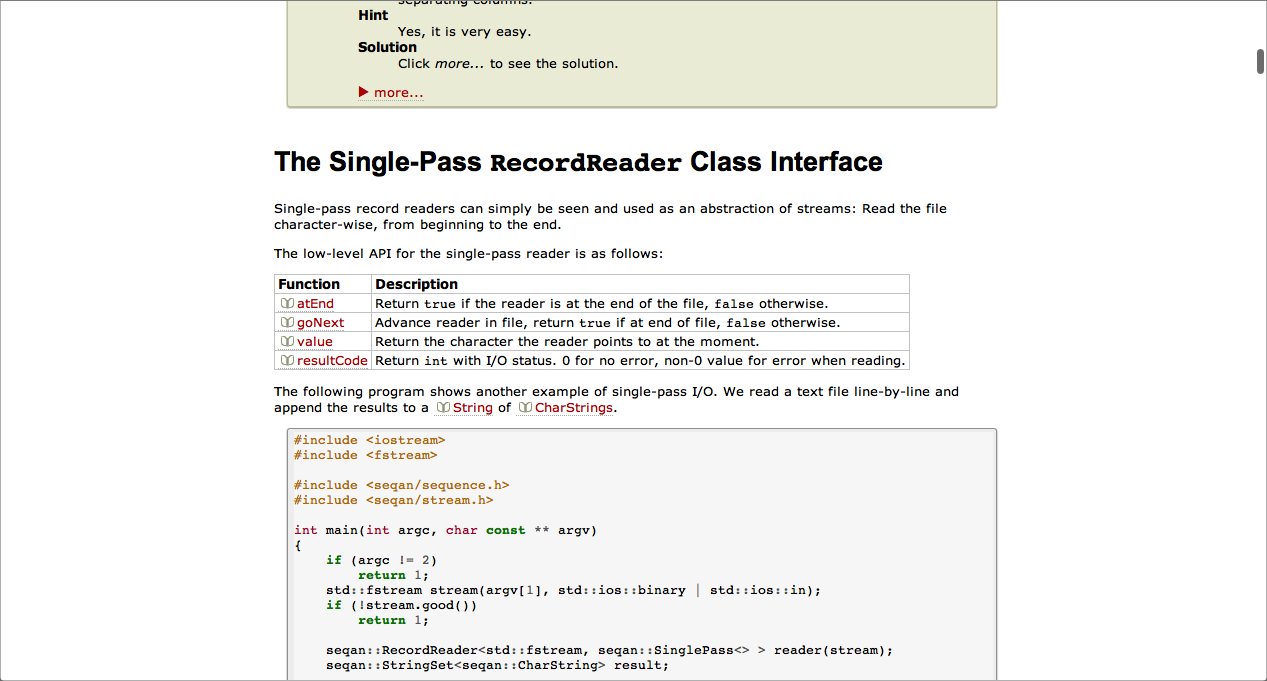 separating columns.
Hint
Yes, it is very easy.
Solution
Click more... to see the solution.
▶ more...
The Single-Pass RecordReader Class Interface
Single-pass record readers can simply be seen and used as an abstraction of streams: Read the file
character-wise, from beginning to the end.
The low-level API for the single-pass reader is as follows:
Function Description
atEnd Return true if the reader is at the end of the file, false otherwise.
goNext Advance reader in file, return true if at end of file, false otherwise.
value Return the character the reader points to at the moment.
resultCode Return int with I/O status. 0 for no error, non-0 value for error when reading.
The following program shows another example of single-pass I/O. We read a text file line-by-line and
append the results to a String of CharStrings.
#include <iostream>
#include <fstream>
#include <seqan/sequence.h>
#include <seqan/stream.h>
int main(int argc, char const ** argv)
{
    if (argc != 2)
        return 1;
    std::fstream stream(argv[1], std::ios::binary | std::ios::in);
    if (!stream.good())
        return 1;
    seqan::RecordReader<std::fstream, seqan::SinglePass<> > reader(stream);
    seqan::StringSet<seqan::CharString> result;